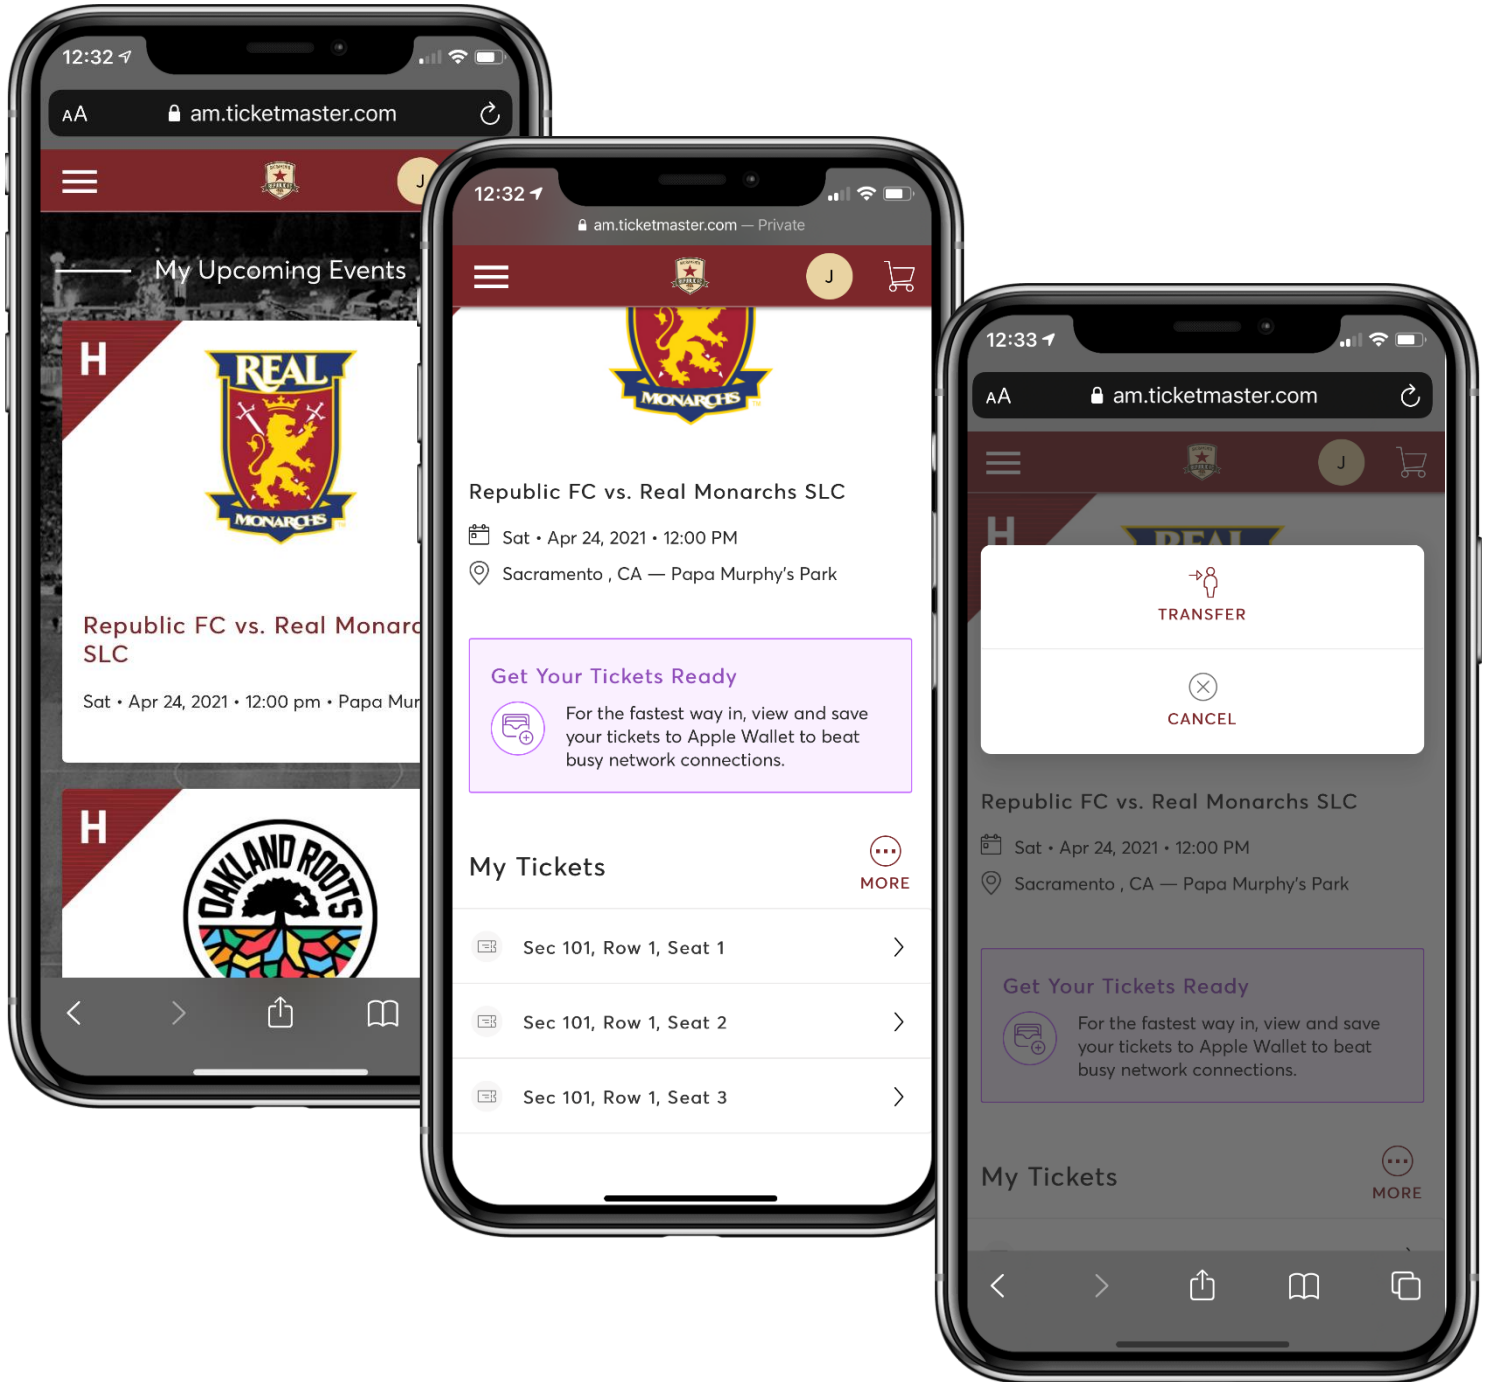 12:32
AA am.ticketmaster.com
J
My Upcoming Events
H
REAL
MONARCHS
Republic FC vs. Real Monarc
SLC
Sat • Apr 24, 2021 • 12:00 pm • Papa Mur
H
OAKLAND ROOTS
12:32
am.ticketmaster.com — Private
J
MONARCHS
Republic FC vs. Real Monarchs SLC
Sat • Apr 24, 2021 • 12:00 PM
Sacramento , CA — Papa Murphy's Park
Get Your Tickets Ready
For the fastest way in, view and save
your tickets to Apple Wallet to beat
busy network connections.
My Tickets
MORE
Sec 101, Row 1, Seat 1
Sec 101, Row 1, Seat 2
Sec 101, Row 1, Seat 3
12:33
AA am.ticketmaster.com
J
H
REAL
TRANSFER
CANCEL
Republic FC vs. Real Monarchs SLC
Sat • Apr 24, 2021 • 12:00 PM
Sacramento , CA — Papa Murphy's Park
Get Your Tickets Ready
For the fastest way in, view and save
your tickets to Apple Wallet to beat
busy network connections.
My Tickets
MORE